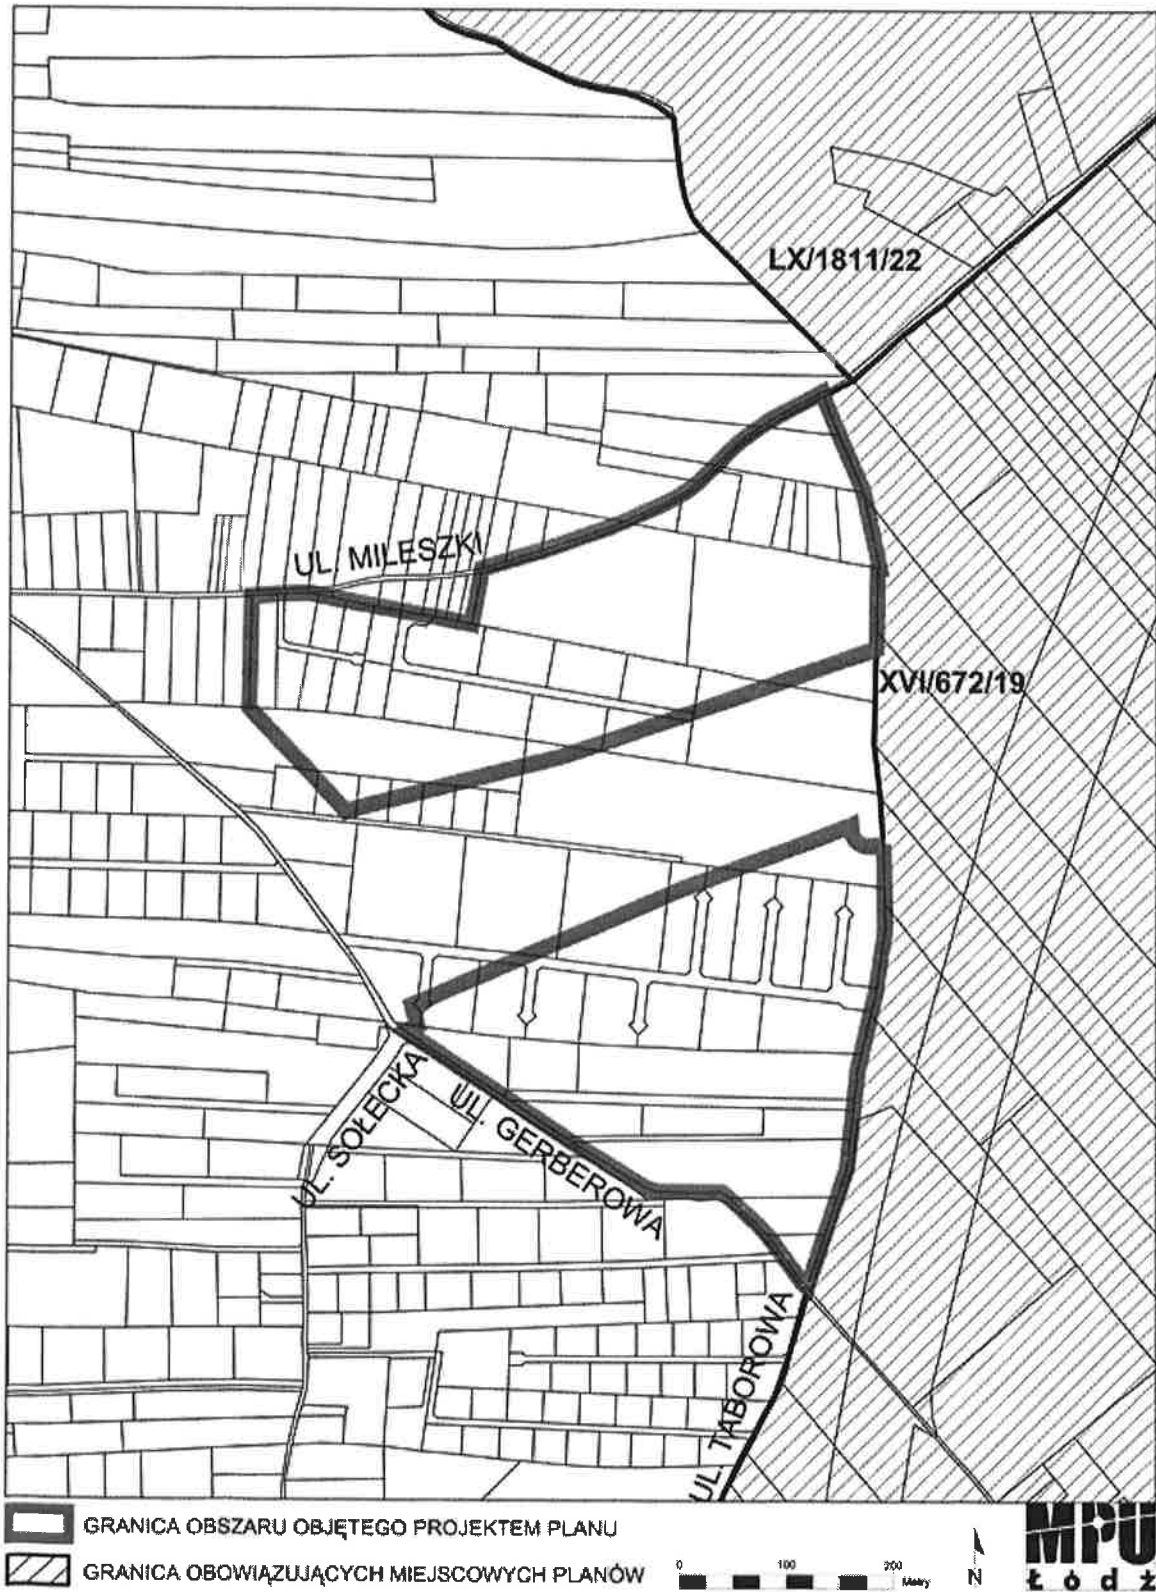 LX/1811/22
UL. MILESZKI
XVI/672/19
UL. SOŁECKA
UL. GERBEROWA
UL. TABOROWA
GRANICA OBSZARU OBJĘTEGO PROJEKTEM PLANU
GRANICA OBOWIĄZUJĄCYCH MIEJSCOWYCH PLANÓW
0 100 200
Metry
N
MPU
Łódź